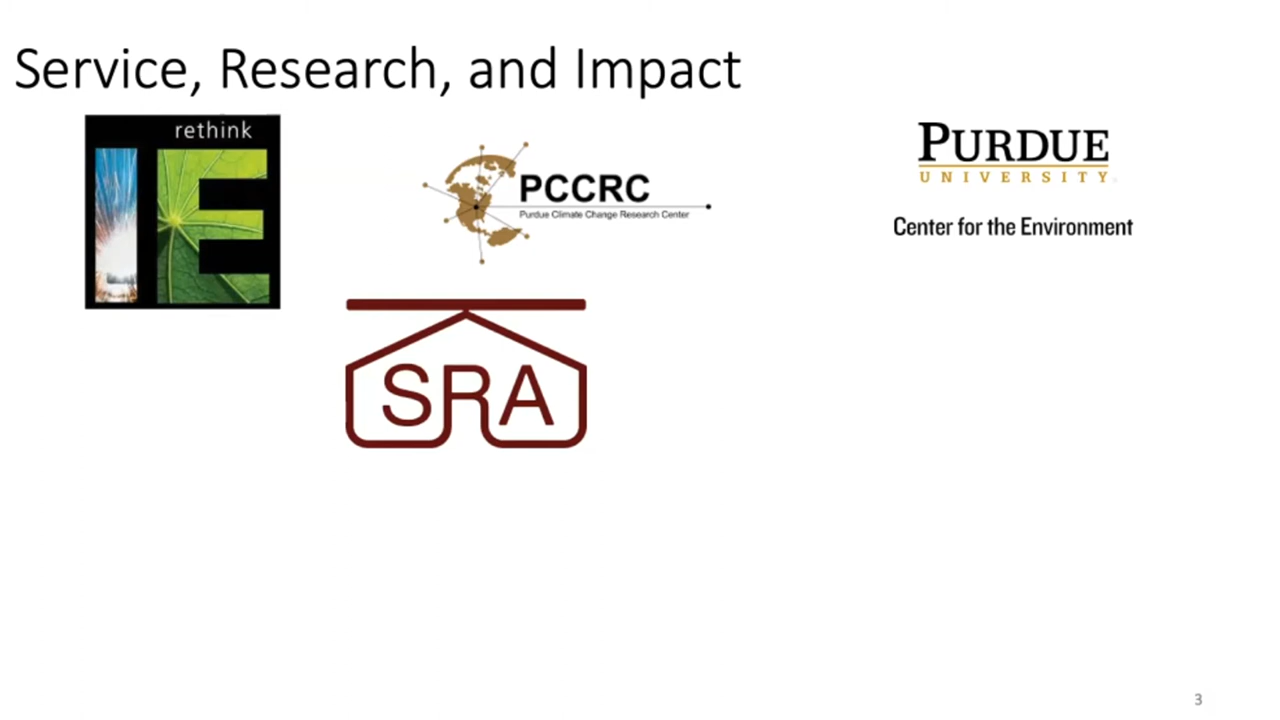 Service, Research, and Impact
rethink
IE
PCCRC
Purdue Climate Change Research Center
PURDUE
UNIVERSITY
Center for the Environment
SRA
3